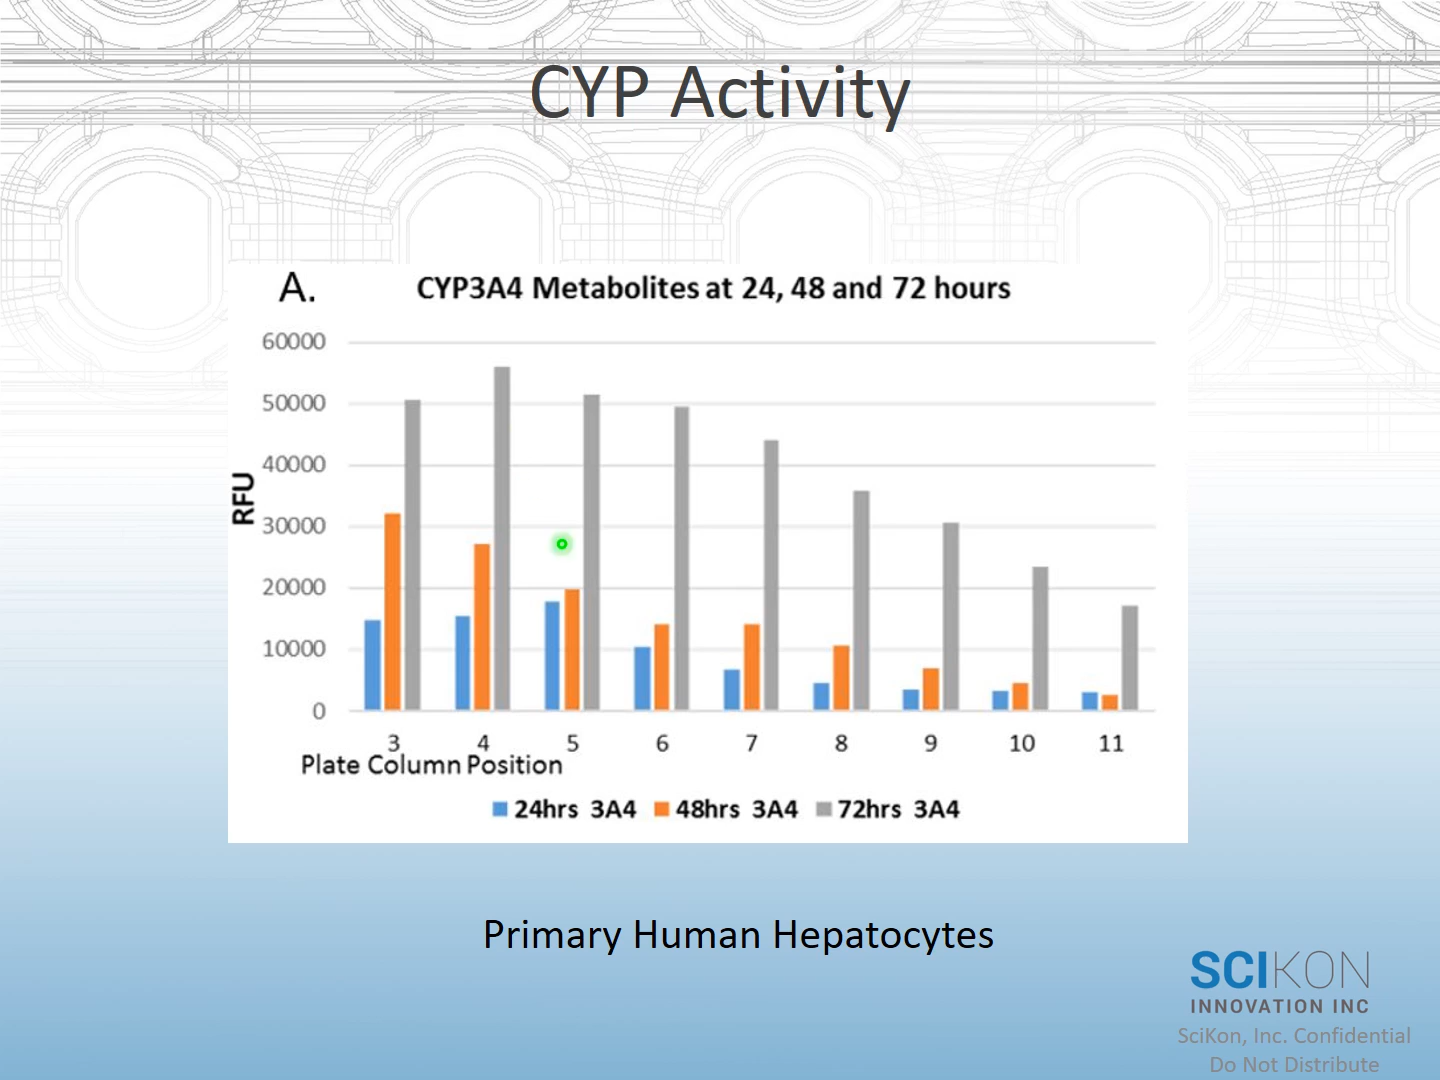 CYP Activity
A.
CYP3A4 Metabolites at 24, 48 and 72 hours
60000
50000
40000
30000
20000
10000
0
RFU
3 4 5 6 7 8 9 10 11
Plate Column Position
24hrs 3A4 48hrs 3A4 72hrs 3A4
Primary Human Hepatocytes
SCIKON
INNOVATION INC
SciKon, Inc. Confidential
Do Not Distribute